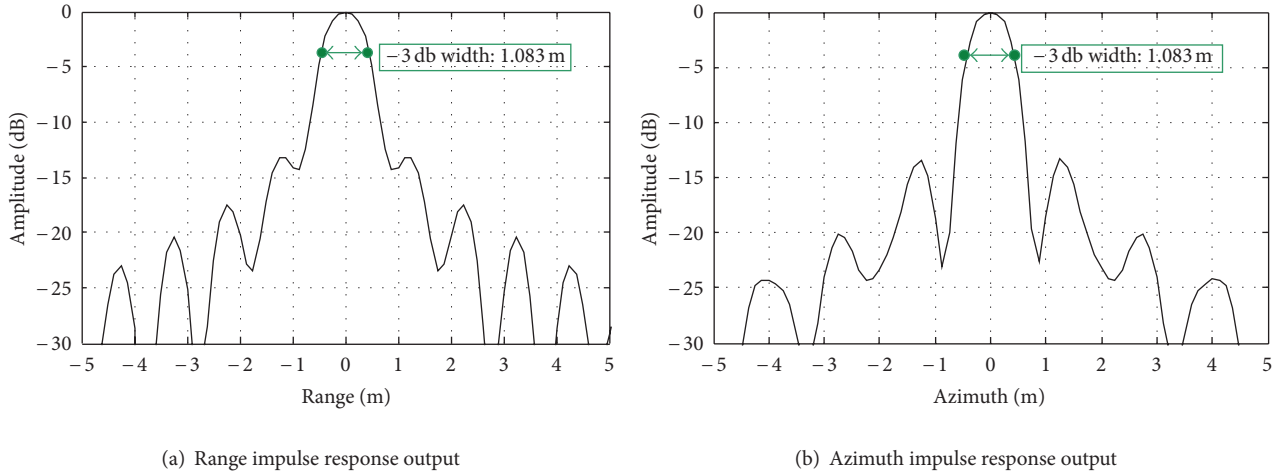 0
−5
−10
−15
−20
−25
−30
Amplitude (dB)
−3 db width: 1.083 m
−5 −4 −3 −2 −1 0 1 2 3 4 5
Range (m)
(a) Range impulse response output
0
−5
−10
−15
−20
−25
−30
Amplitude (dB)
−3 db width: 1.083 m
−5 −4 −3 −2 −1 0 1 2 3 4 5
Azimuth (m)
(b) Azimuth impulse response output